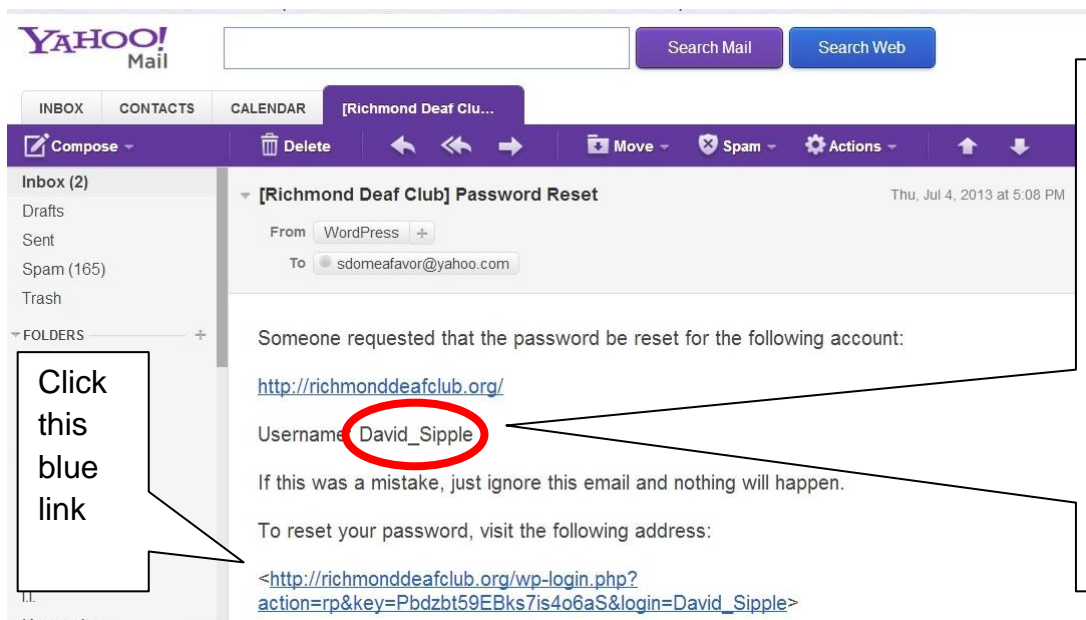 YAHOO!
Mail
Search Mail
Search Web
INBOX CONTACTS CALENDAR [Richmond Deaf Clu...
Compose Delete Move Spam Actions
Inbox (2)
Drafts
Sent
Spam (165)
Trash
FOLDERS
[Richmond Deaf Club] Password Reset
Thu, Jul 4, 2013 at 5:08 PM
From WordPress +
To sdomeafavor@yahoo.com
Someone requested that the password be reset for the following account:
http://richmonddeafclub.org/
Username David_Sipple
If this was a mistake, just ignore this email and nothing will happen.
To reset your password, visit the following address:
<http://richmonddeafclub.org/wp-login.php?
action=rp&key=Pbdzbt59EBks7is4o6aS&login=David_Sipple>
Click
this
blue
link